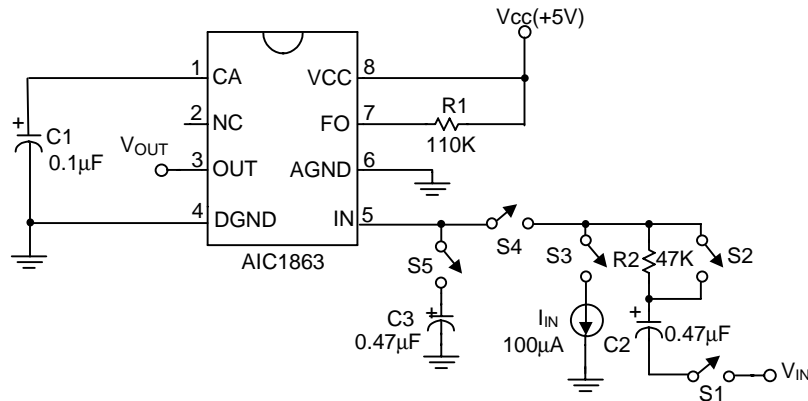 Vcc(+5V)
1 CA
VCC 8
2 NC
FO 7
R1
110K
C1
+
0.1μF
VOUT
3 OUT
AGND 6
4 DGND
IN 5
AIC1863
S4
S5
S3
R2 47K
S2
+
C3
0.47μF
IIN
100μA
+
C2
0.47μF
S1
VIN